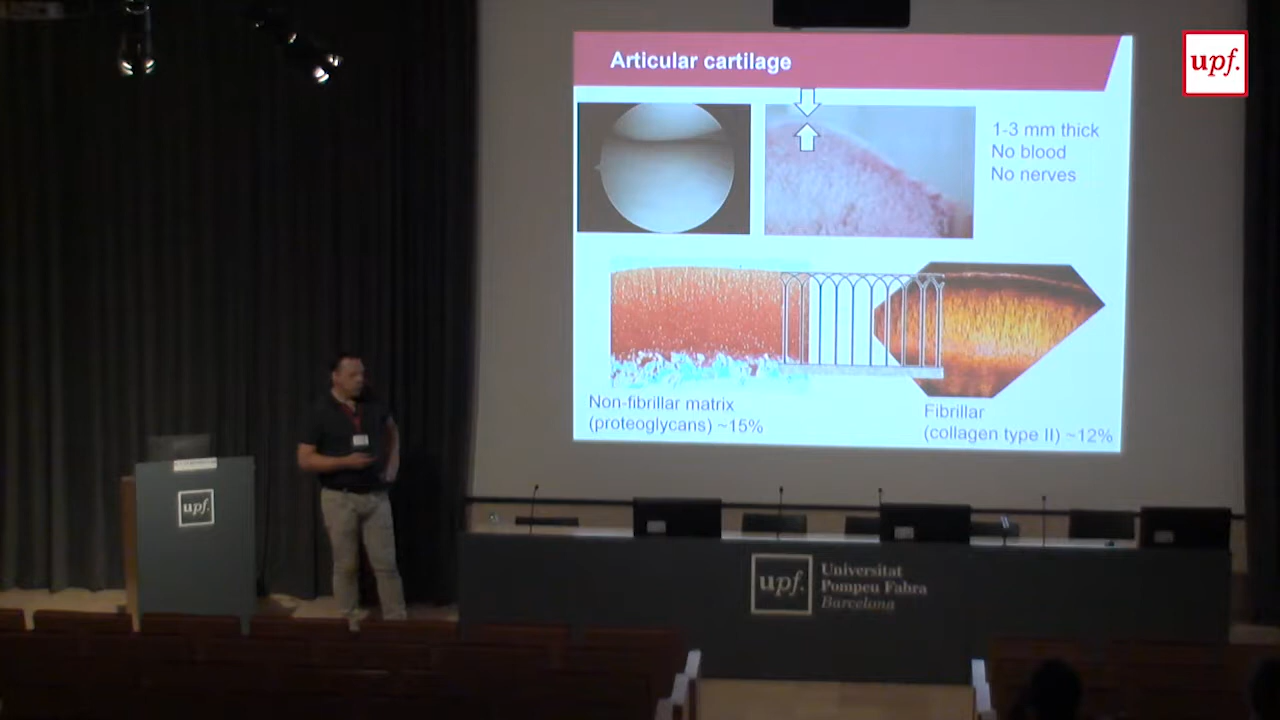 Articular cartilage
upf.
1-3 mm thick
No blood
No nerves
Non-fibrillar matrix
(proteoglycans) ~15%
Fibrillar
(collagen type II) ~12%
upf.
upf.
Universitat
Pompeu Fabra
Barcelona